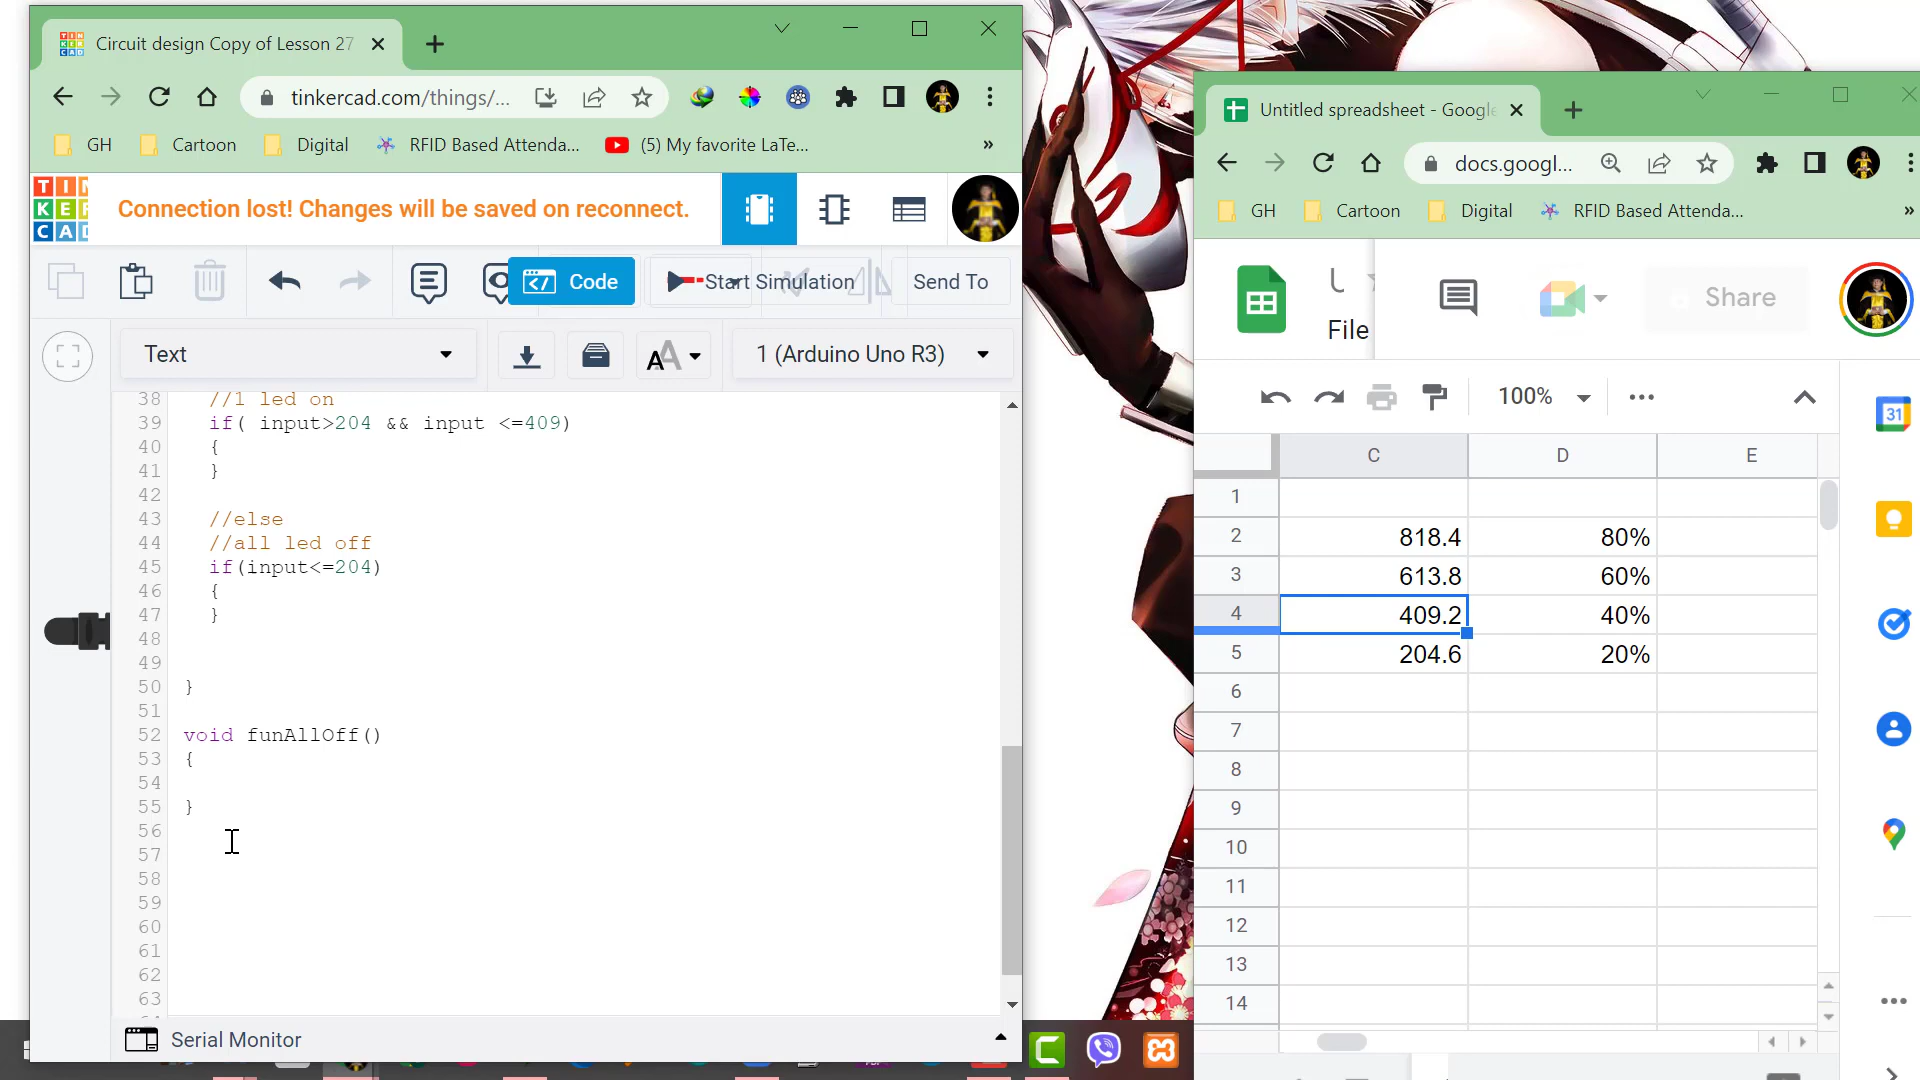 Circuit design Copy of Lesson 27
tinkercad.com/things/...
GH
Cartoon
Digital
RFID Based Attenda...
(5) My favorite LaTe...
»
TIN
KER
CAD
Connection lost! Changes will be saved on reconnect.
Code
Start Simulation
Send To
Text
1 (Arduino Uno R3)
38 //1 led on
39 if( input>204 && input <=409)
40 {
41 }
42
43 //else
44 //all led off
45 if(input<=204)
46 {
47 }
48
49
50 }
51
52 void funAllOff()
53 {
54
55 }
56
57
58
59
60
61
62
63
Serial Monitor
Untitled spreadsheet - Google
docs.googl...
GH
Cartoon
Digital
RFID Based Attenda...
»
File
Share
100%
31
C D E
1
2 818.4 80%
3 613.8 60%
4 409.2 40%
5 204.6 20%
6
7
8
9
10
11
12
13
14